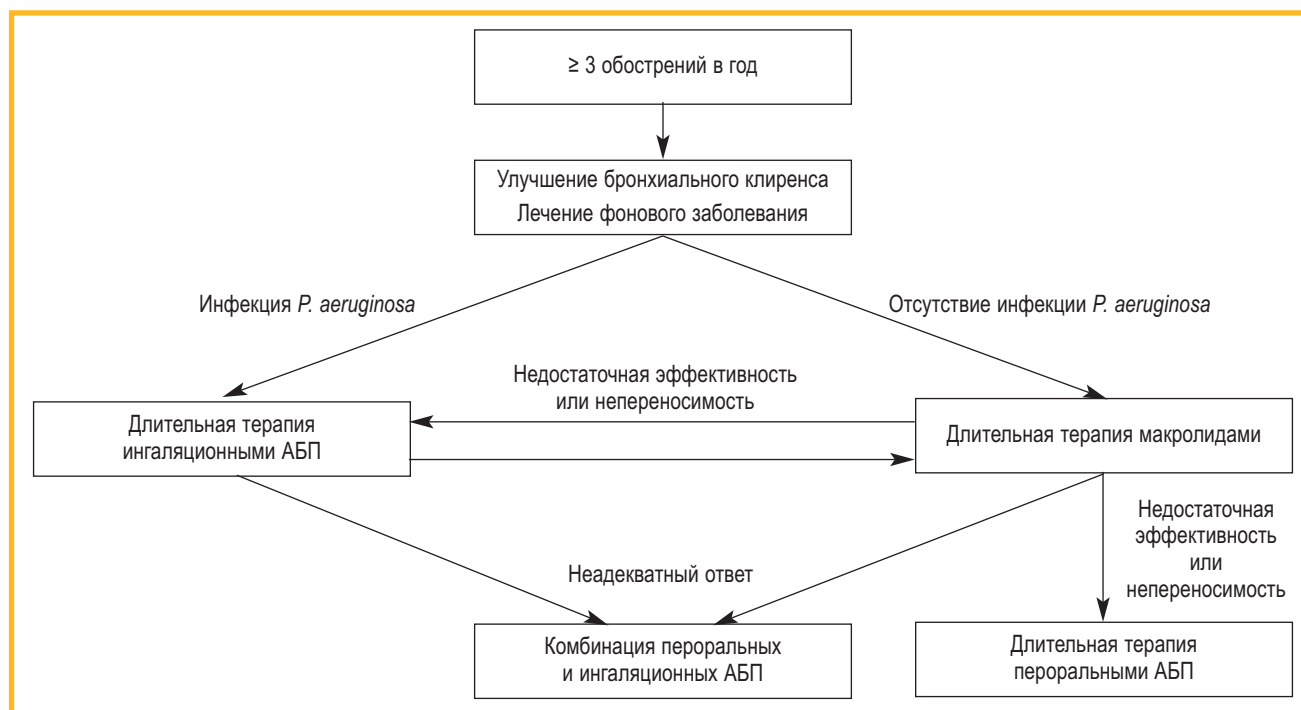 ≥ 3 обострений в год
Улучшение бронхиального клиренса
Лечение фонового заболевания
Инфекция P. aeruginosa
Отсутствие инфекции P. aeruginosa
Недостаточная эффективность
или непереносимость
Длительная терапия
ингаляционными АБП
Длительная терапия макролидами
Неадекватный ответ
Недостаточная
эффективность
или
непереносимость
Комбинация пероральных
и ингаляционных АБП
Длительная терапия
пероральными АБП